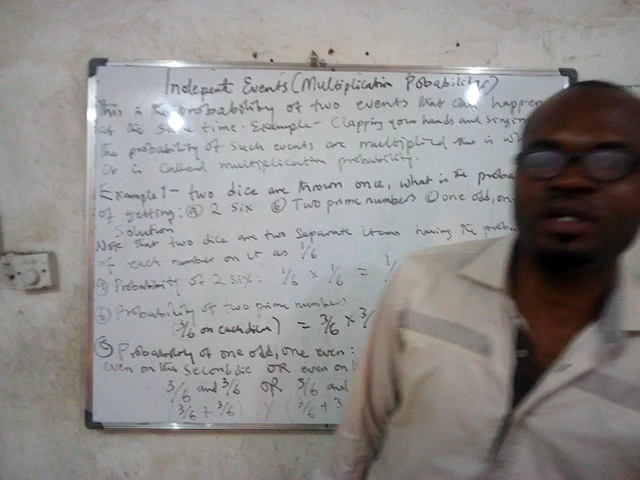 Indepent Events (Multiplication Pobability)
This is the probability of two events that can happen
at the same time. Example - Clapping your hands and singing
The probability of such events are multiplied that is w
it is called multiplication probability.
Example 1 - two dice are thrown once, what is the proba
of getting: (a) 2 six (b) Two prime numbers (c) one odd, on
Solution
Note that two dice are two separate items having the prob
of each number on it as 1/6
a) Probability of 2 six: 1/6 x 1/6 = 1/
b) Probability of two prime numbers
(3/6 on each dice) = 3/6 x 3/
(c) Probability of one odd, one even:
even on the second die OR even on
3/6 and 3/6 OR 3/6 and
(3/6 + 3/6) (3/6 + 3